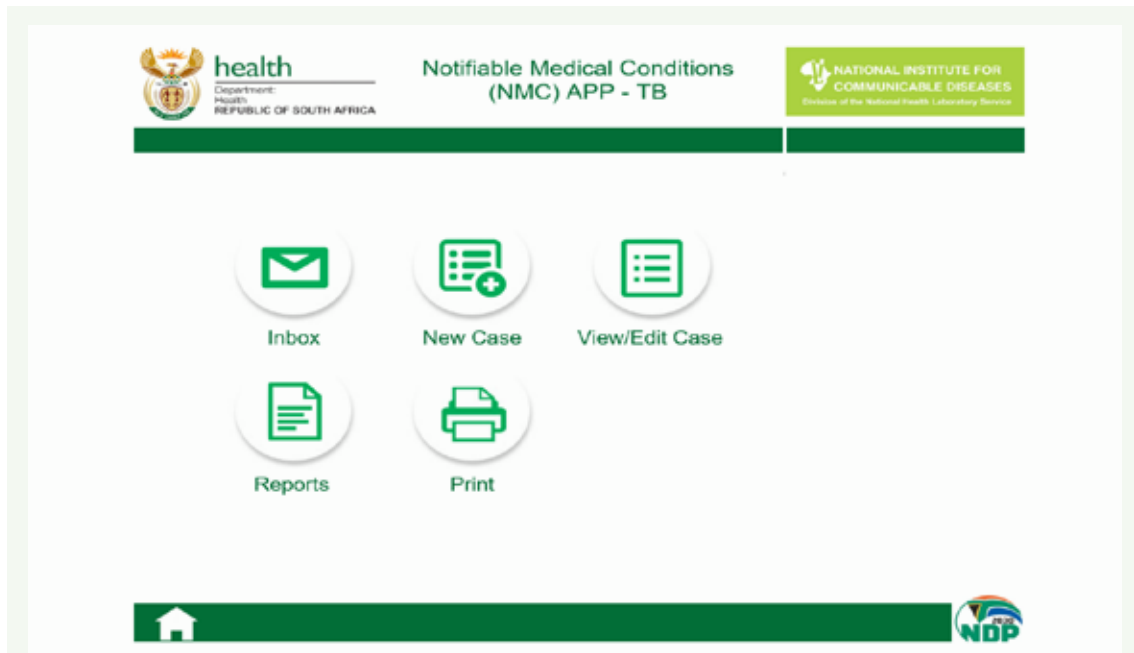 health
Department:
Health
REPUBLIC OF SOUTH AFRICA
Notifiable Medical Conditions
(NMC) APP - TB
NATIONAL INSTITUTE FOR
COMMUNICABLE DISEASES
Division of the National Health Laboratory Service
Inbox
New Case
View/Edit Case
Reports
Print
2030
NDP